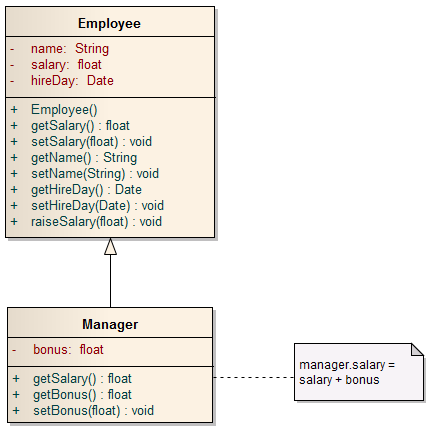 Employee
- name: String
- salary: float
- hireDay: Date
+ Employee()
+ getSalary() : float
+ setSalary(float) : void
+ getName() : String
+ setName(String) : void
+ getHireDay() : Date
+ setHireDay(Date) : void
+ raiseSalary(float) : void
Manager
- bonus: float
+ getSalary() : float
+ getBonus() : float
+ setBonus(float) : void
manager.salary =
salary + bonus